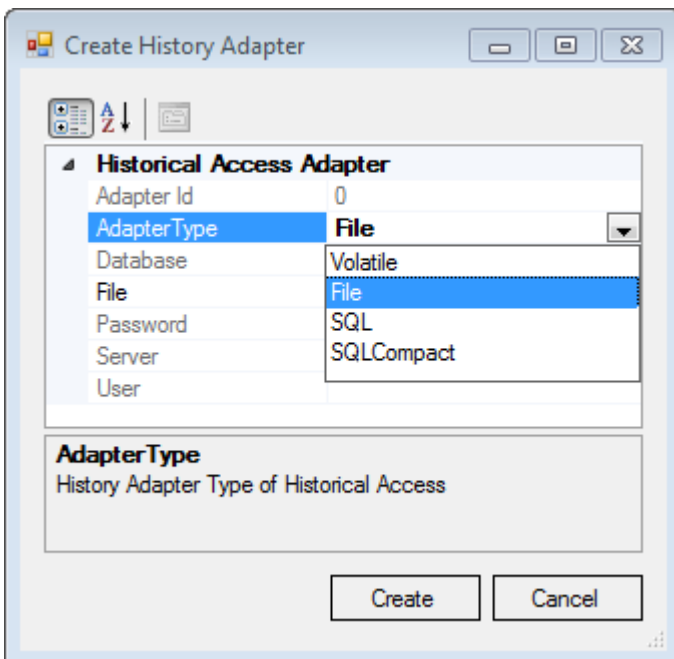 Create History Adapter
Historical Access Adapter
Adapter Id 0
AdapterType File
Database Volatile
File File
Password SQL
Server SQLCompact
User
AdapterType
History Adapter Type of Historical Access
Create Cancel